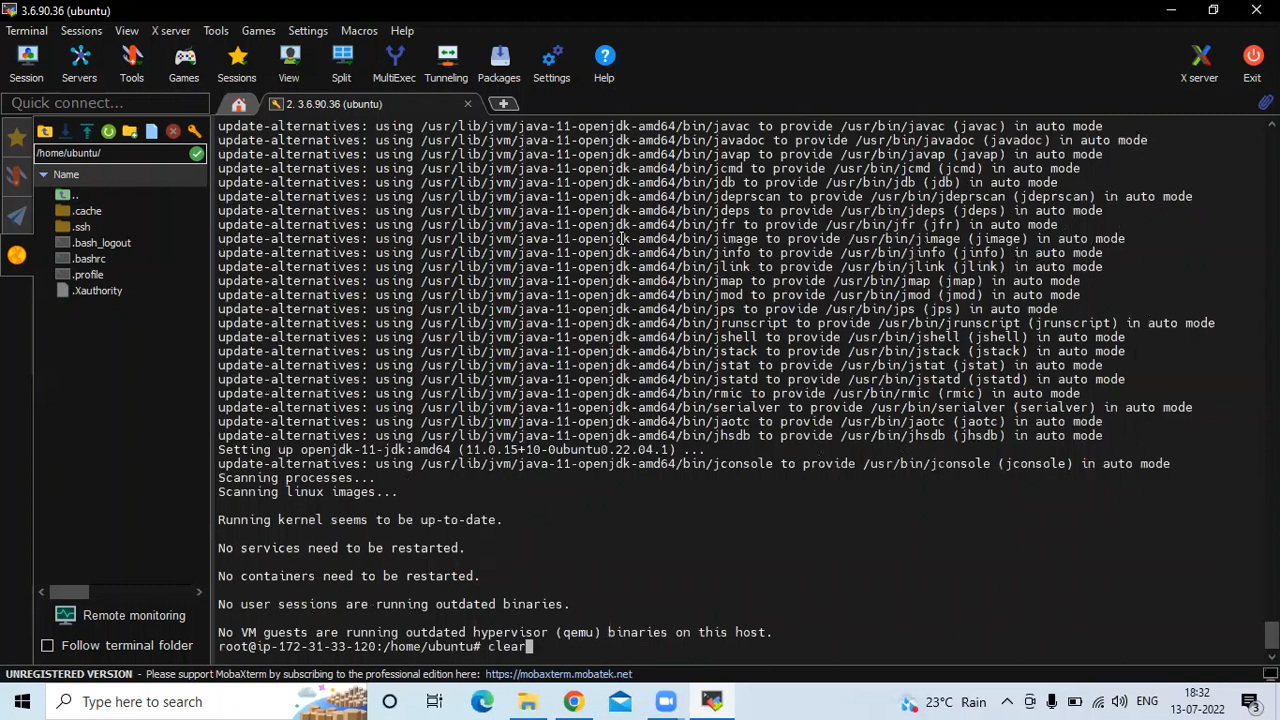 3.6.90.36 (ubuntu)
Terminal Sessions View X server Tools Games Settings Macros Help
Session Servers Tools Games Sessions View Split MultiExec Tunneling Packages Settings Help X server Exit
Quick connect...
2. 3.6.90.36 (ubuntu)
/home/ubuntu/
Name
..
.cache
.ssh
.bash_logout
.bashrc
.profile
.Xauthority
Remote monitoring
Follow terminal folder
update-alternatives: using /usr/lib/jvm/java-11-openjdk-amd64/bin/javac to provide /usr/bin/javac (javac) in auto mode
update-alternatives: using /usr/lib/jvm/java-11-openjdk-amd64/bin/javadoc to provide /usr/bin/javadoc (javadoc) in auto mode
update-alternatives: using /usr/lib/jvm/java-11-openjdk-amd64/bin/javap to provide /usr/bin/javap (javap) in auto mode
update-alternatives: using /usr/lib/jvm/java-11-openjdk-amd64/bin/jcmd to provide /usr/bin/jcmd (jcmd) in auto mode
update-alternatives: using /usr/lib/jvm/java-11-openjdk-amd64/bin/jdb to provide /usr/bin/jdb (jdb) in auto mode
update-alternatives: using /usr/lib/jvm/java-11-openjdk-amd64/bin/jdeprscan to provide /usr/bin/jdeprscan (jdeprscan) in auto mode
update-alternatives: using /usr/lib/jvm/java-11-openjdk-amd64/bin/jdeps to provide /usr/bin/jdeps (jdeps) in auto mode
update-alternatives: using /usr/lib/jvm/java-11-openjdk-amd64/bin/jfr to provide /usr/bin/jfr (jfr) in auto mode
update-alternatives: using /usr/lib/jvm/java-11-openjdk-amd64/bin/jimage to provide /usr/bin/jimage (jimage) in auto mode
update-alternatives: using /usr/lib/jvm/java-11-openjdk-amd64/bin/jinfo to provide /usr/bin/jinfo (jinfo) in auto mode
update-alternatives: using /usr/lib/jvm/java-11-openjdk-amd64/bin/jlink to provide /usr/bin/jlink (jlink) in auto mode
update-alternatives: using /usr/lib/jvm/java-11-openjdk-amd64/bin/jmap to provide /usr/bin/jmap (jmap) in auto mode
update-alternatives: using /usr/lib/jvm/java-11-openjdk-amd64/bin/jmod to provide /usr/bin/jmod (jmod) in auto mode
update-alternatives: using /usr/lib/jvm/java-11-openjdk-amd64/bin/jps to provide /usr/bin/jps (jps) in auto mode
update-alternatives: using /usr/lib/jvm/java-11-openjdk-amd64/bin/jrunscript to provide /usr/bin/jrunscript (jrunscript) in auto mode
update-alternatives: using /usr/lib/jvm/java-11-openjdk-amd64/bin/jshell to provide /usr/bin/jshell (jshell) in auto mode
update-alternatives: using /usr/lib/jvm/java-11-openjdk-amd64/bin/jstack to provide /usr/bin/jstack (jstack) in auto mode
update-alternatives: using /usr/lib/jvm/java-11-openjdk-amd64/bin/jstat to provide /usr/bin/jstat (jstat) in auto mode
update-alternatives: using /usr/lib/jvm/java-11-openjdk-amd64/bin/jstatd to provide /usr/bin/jstatd (jstatd) in auto mode
update-alternatives: using /usr/lib/jvm/java-11-openjdk-amd64/bin/rmic to provide /usr/bin/rmic (rmic) in auto mode
update-alternatives: using /usr/lib/jvm/java-11-openjdk-amd64/bin/serialver to provide /usr/bin/serialver (serialver) in auto mode
update-alternatives: using /usr/lib/jvm/java-11-openjdk-amd64/bin/jaotc to provide /usr/bin/jaotc (jaotc) in auto mode
update-alternatives: using /usr/lib/jvm/java-11-openjdk-amd64/bin/jhsdb to provide /usr/bin/jhsdb (jhsdb) in auto mode
Setting up openjdk-11-jdk:amd64 (11.0.15+10-0ubuntu0.22.04.1) ...
update-alternatives: using /usr/lib/jvm/java-11-openjdk-amd64/bin/jconsole to provide /usr/bin/jconsole (jconsole) in auto mode
Scanning processes...
Scanning linux images...
Running kernel seems to be up-to-date.
No services need to be restarted.
No containers need to be restarted.
No user sessions are running outdated binaries.
No VM guests are running outdated hypervisor (qemu) binaries on this host.
root@ip-172-31-33-120:/home/ubuntu# clear
UNREGISTERED VERSION - Please support MobaXterm by subscribing to the professional edition here: https://mobaxterm.mobatek.net
Type here to search
23°C Rain
ENG
18:32
13-07-2022
3